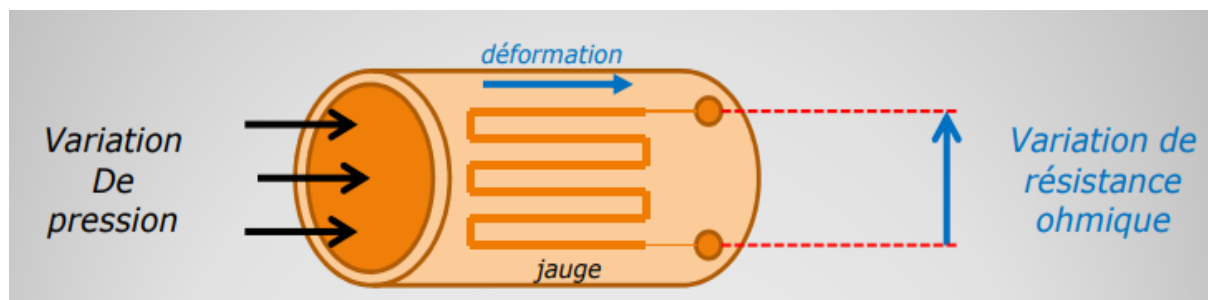 déformation
Variation
De
pression
Variation de
résistance
ohmique
jauge